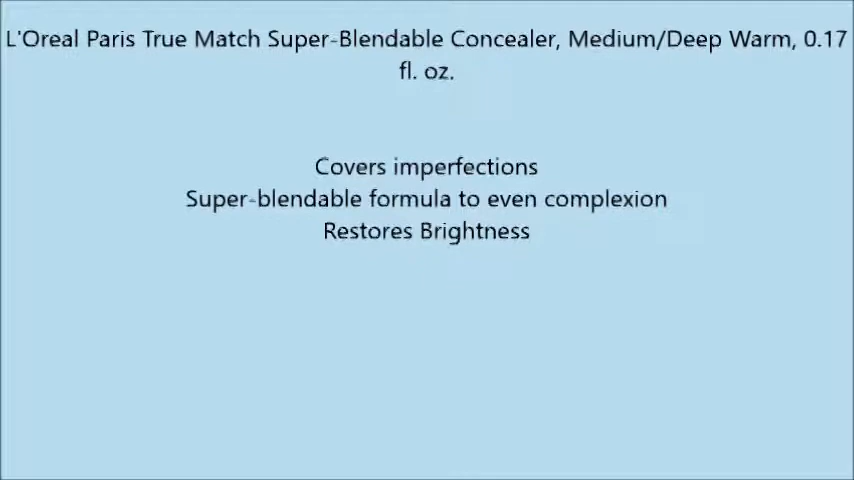 L'Oreal Paris True Match Super-Blendable Concealer, Medium/Deep Warm, 0.17
fl. oz.
Covers imperfections
Super-blendable formula to even complexion
Restores Brightness